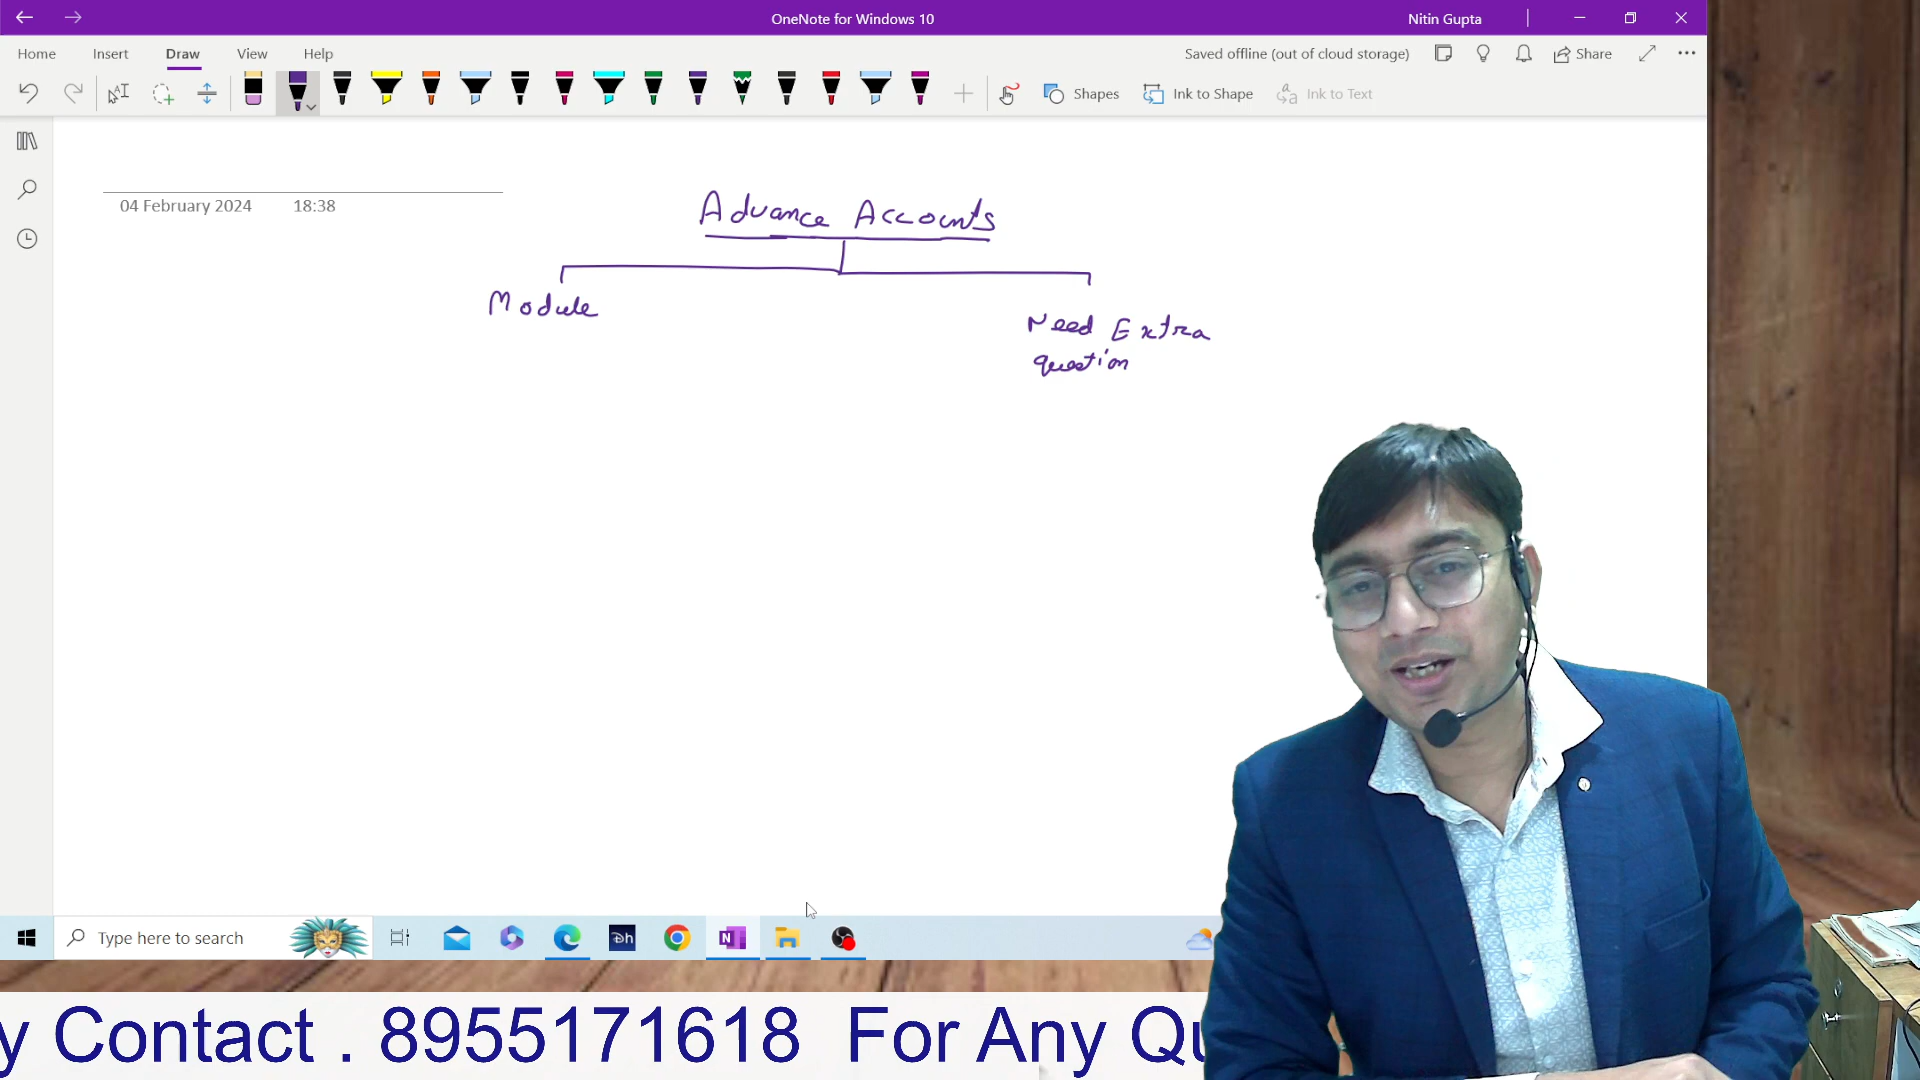 OneNote for Windows 10
Nitin Gupta
Home Insert Draw View Help
Saved offline (out of cloud storage)
Share
Shapes
Ink to Shape
Ink to Text
04 February 2024 18:38
Advance Accounts
Module
Need Extra
question
Type here to search
Dh
N
y Contact . 8955171618 For Any Qu